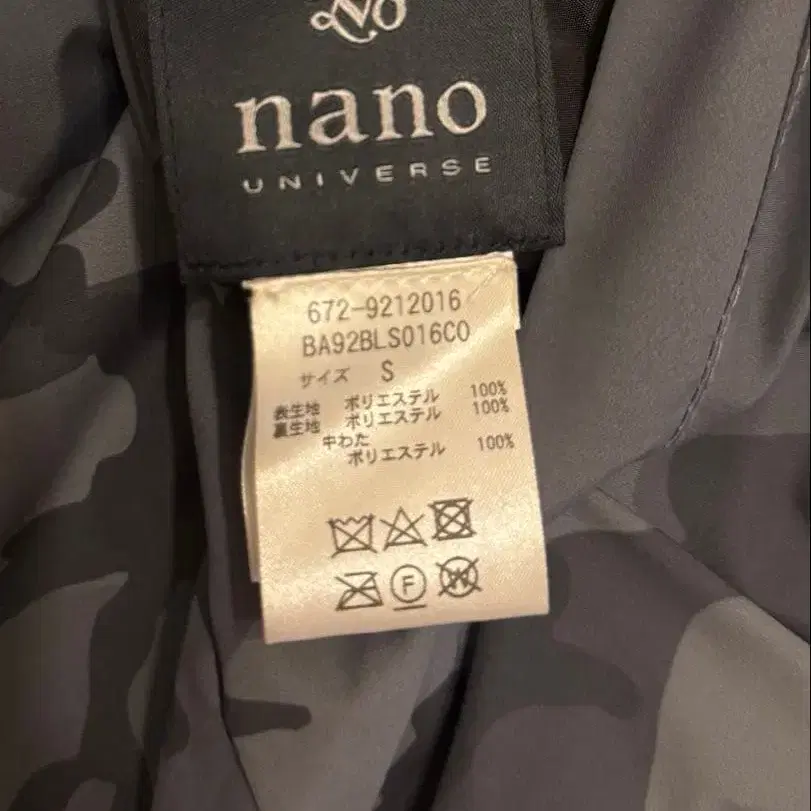 nano
UNIVERSE
672-9212016
BA92BLS016C0
サイズ S
表生地 ポリエステル 100%
裏生地 ポリエステル 100%
中わた
ポリエステル 100%
F W